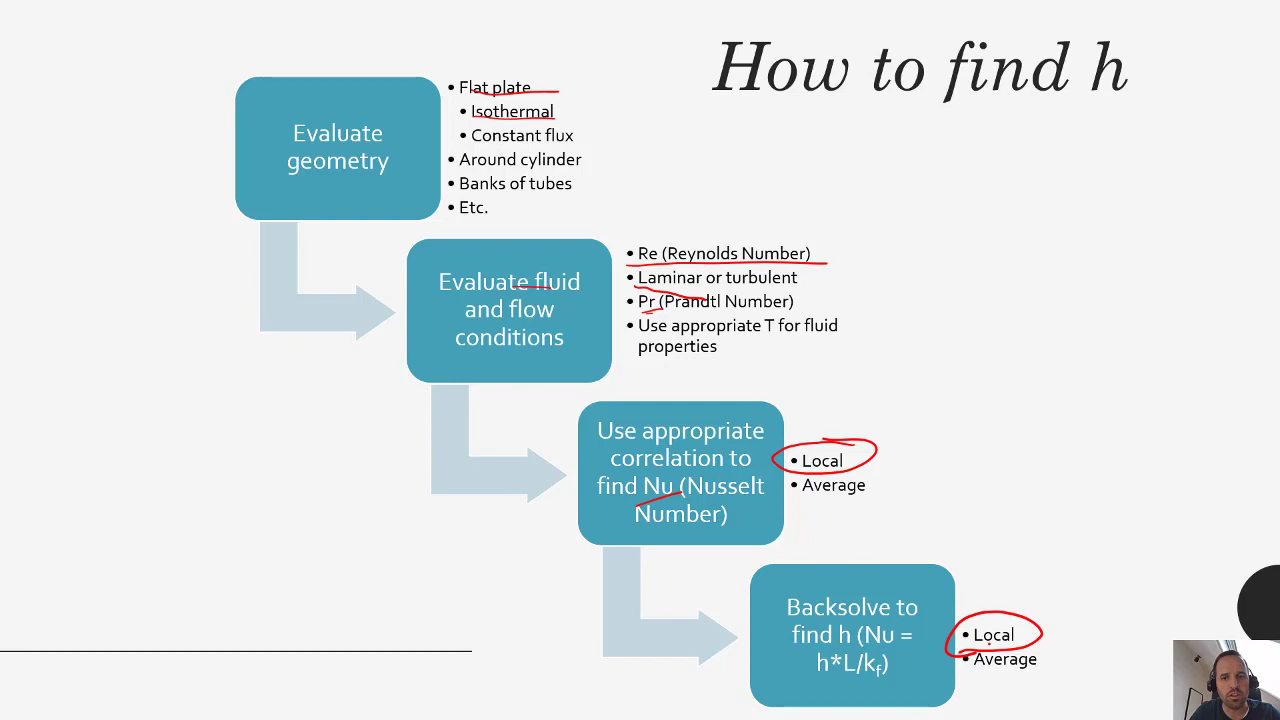 How to find h
Evaluate
geometry
• Flat plate
• Isothermal
• Constant flux
• Around cylinder
• Banks of tubes
• Etc.
Evaluate fluid
and flow
conditions
• Re (Reynolds Number)
• Laminar or turbulent
• Pr (Prandtl Number)
• Use appropriate T for fluid
properties
Use appropriate
correlation to
find Nu (Nusselt
Number)
• Local
• Average
Backsolve to
find h (Nu =
h*L/kf)
• Local
• Average